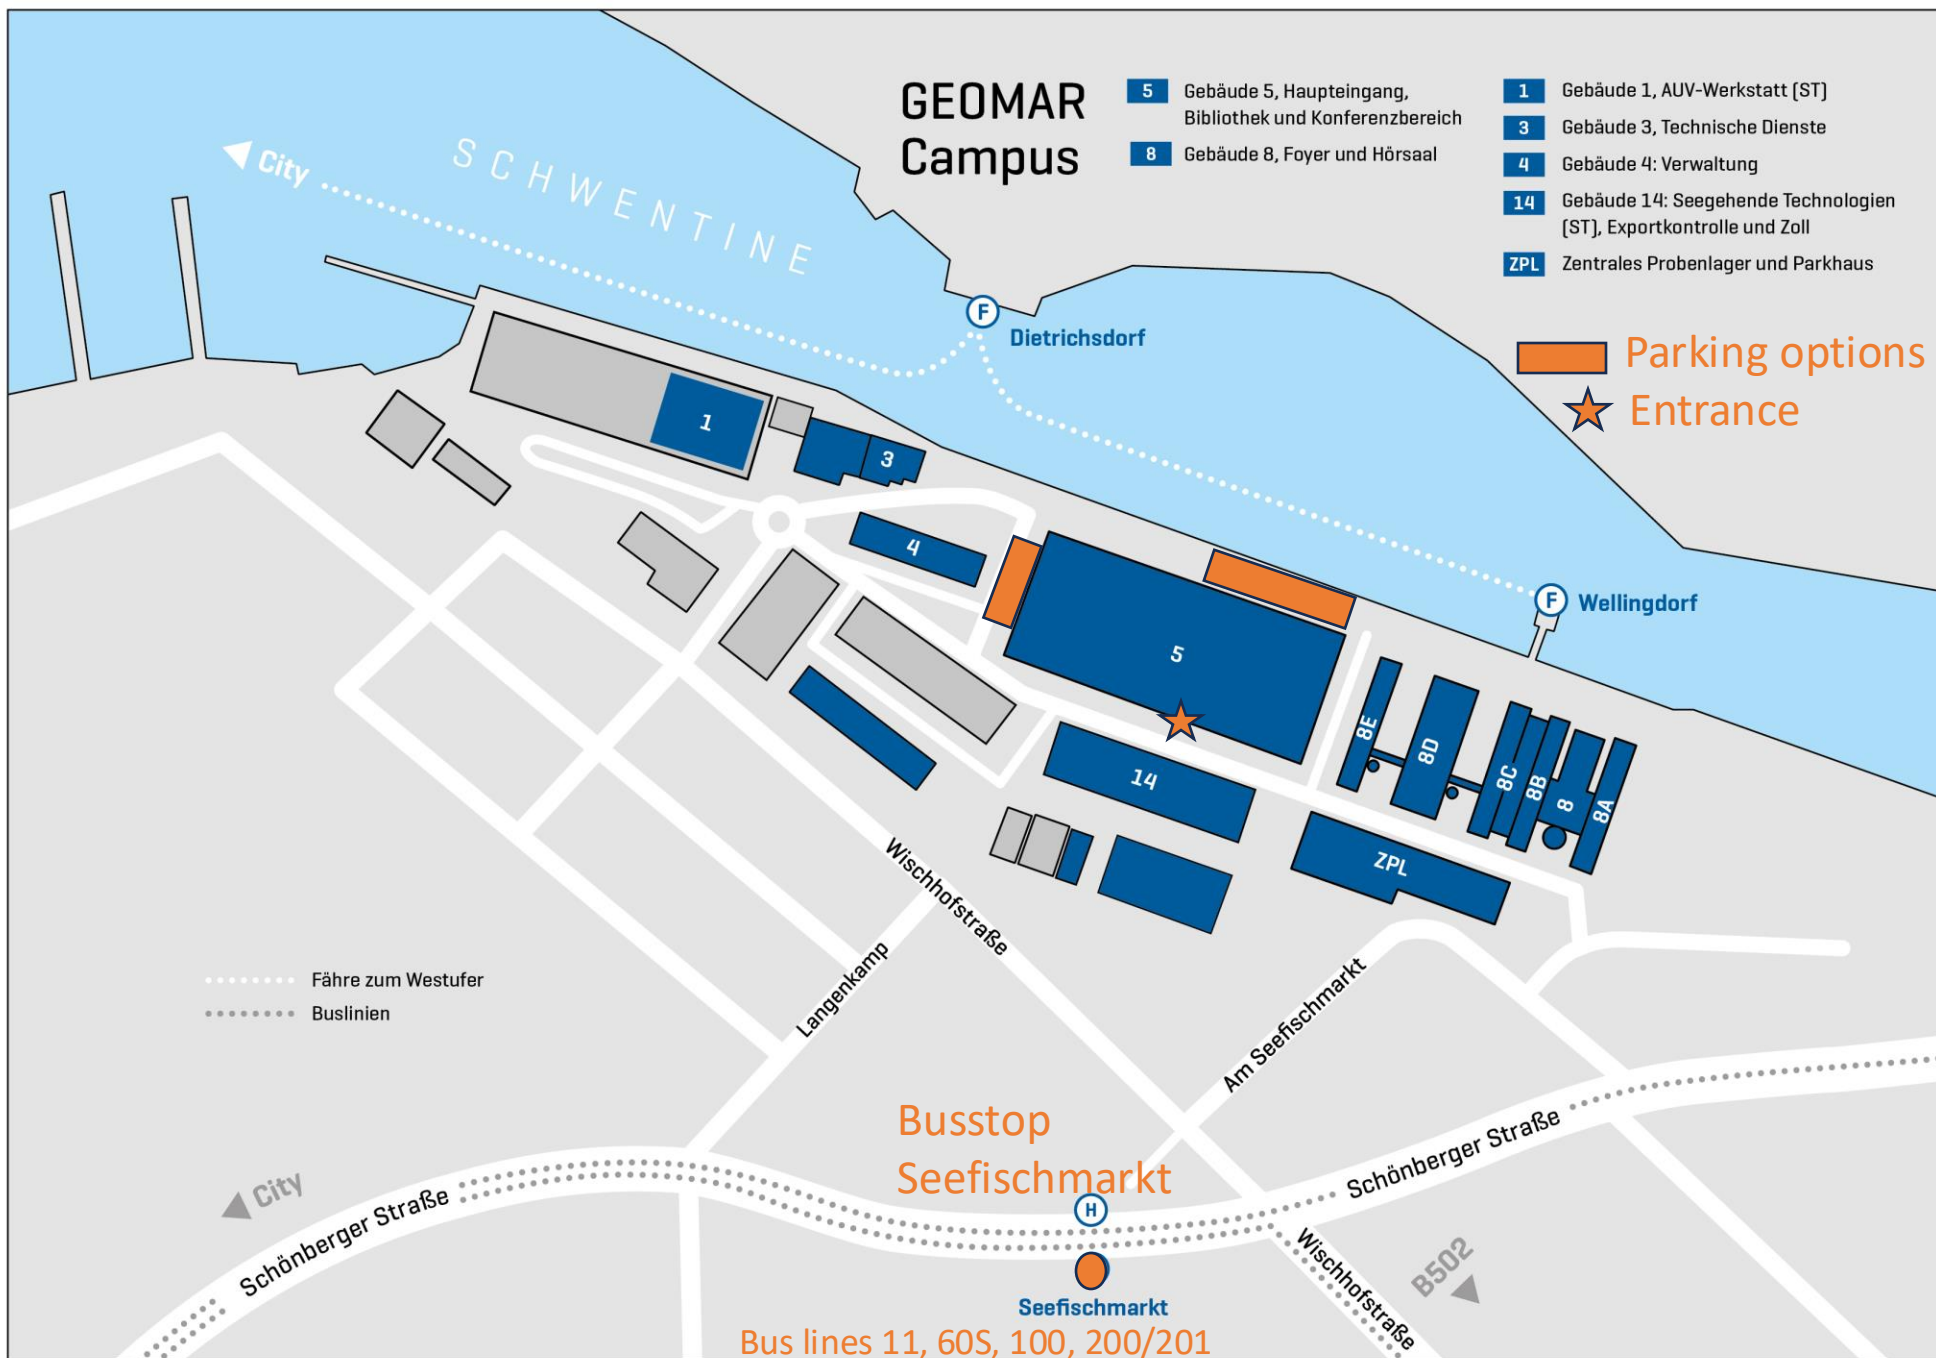 GEOMAR
Campus
5 Gebäude 5, Haupteingang,
Bibliothek und Konferenzbereich
8 Gebäude 8, Foyer und Hörsaal
1 Gebäude 1, AUV-Werkstatt (ST)
3 Gebäude 3, Technische Dienste
4 Gebäude 4: Verwaltung
14 Gebäude 14: Seegehende Technologien
(ST), Exportkontrolle und Zoll
ZPL Zentrales Probenlager und Parkhaus
Parking options
Entrance
City
SCHWENTINE
F
Dietrichsdorf
F
Wellingdorf
1
3
4
5
14
8E
8D
8C
8B
8
8A
ZPL
Wischhofstraße
Langenkamp
Am Seefischmarkt
Fähre zum Westufer
Buslinien
Busstop
Seefischmarkt
H
City
Schönberger Straße
Schönberger Straße
Wischhofstraße
B502
Seefischmarkt
Bus lines 11, 60S, 100, 200/201